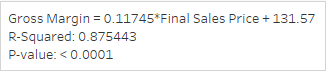 Gross Margin = 0.11745*Final Sales Price + 131.57
R-Squared: 0.875443
P-value: < 0.0001